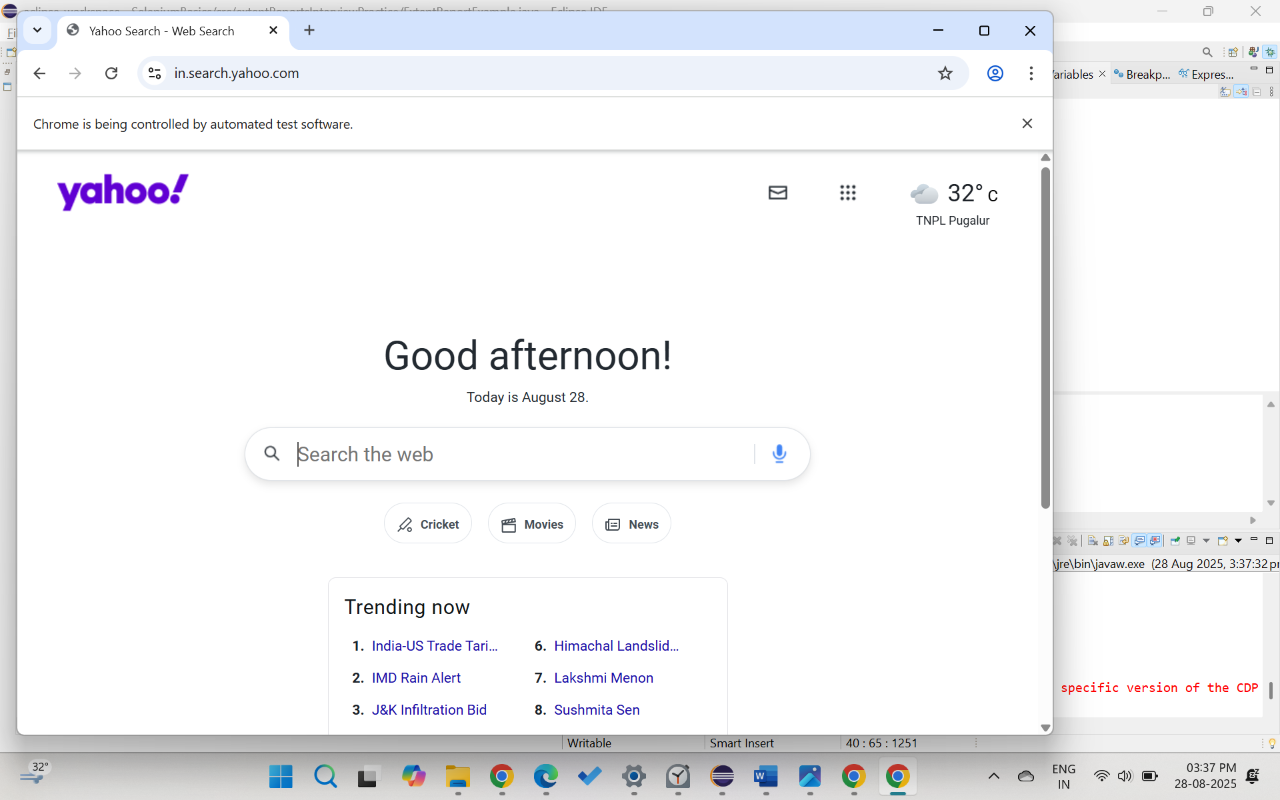 Yahoo Search - Web Search
in.search.yahoo.com
Variables
Breakp...
Expres...
Chrome is being controlled by automated test software.
yahoo!
32° C
TNPL Pugalur
Good afternoon!
Today is August 28.
Search the web
Cricket
Movies
News
\jre\bin\javaw.exe (28 Aug 2025, 3:37:32 pm
Trending now
1. India-US Trade Tari...
6. Himachal Landslid...
2. IMD Rain Alert
7. Lakshmi Menon
3. J&K Infiltration Bid
8. Sushmita Sen
specific version of the CDP
Writable
Smart Insert
40 : 65 : 1251
32°
ENG
IN
03:37 PM
28-08-2025